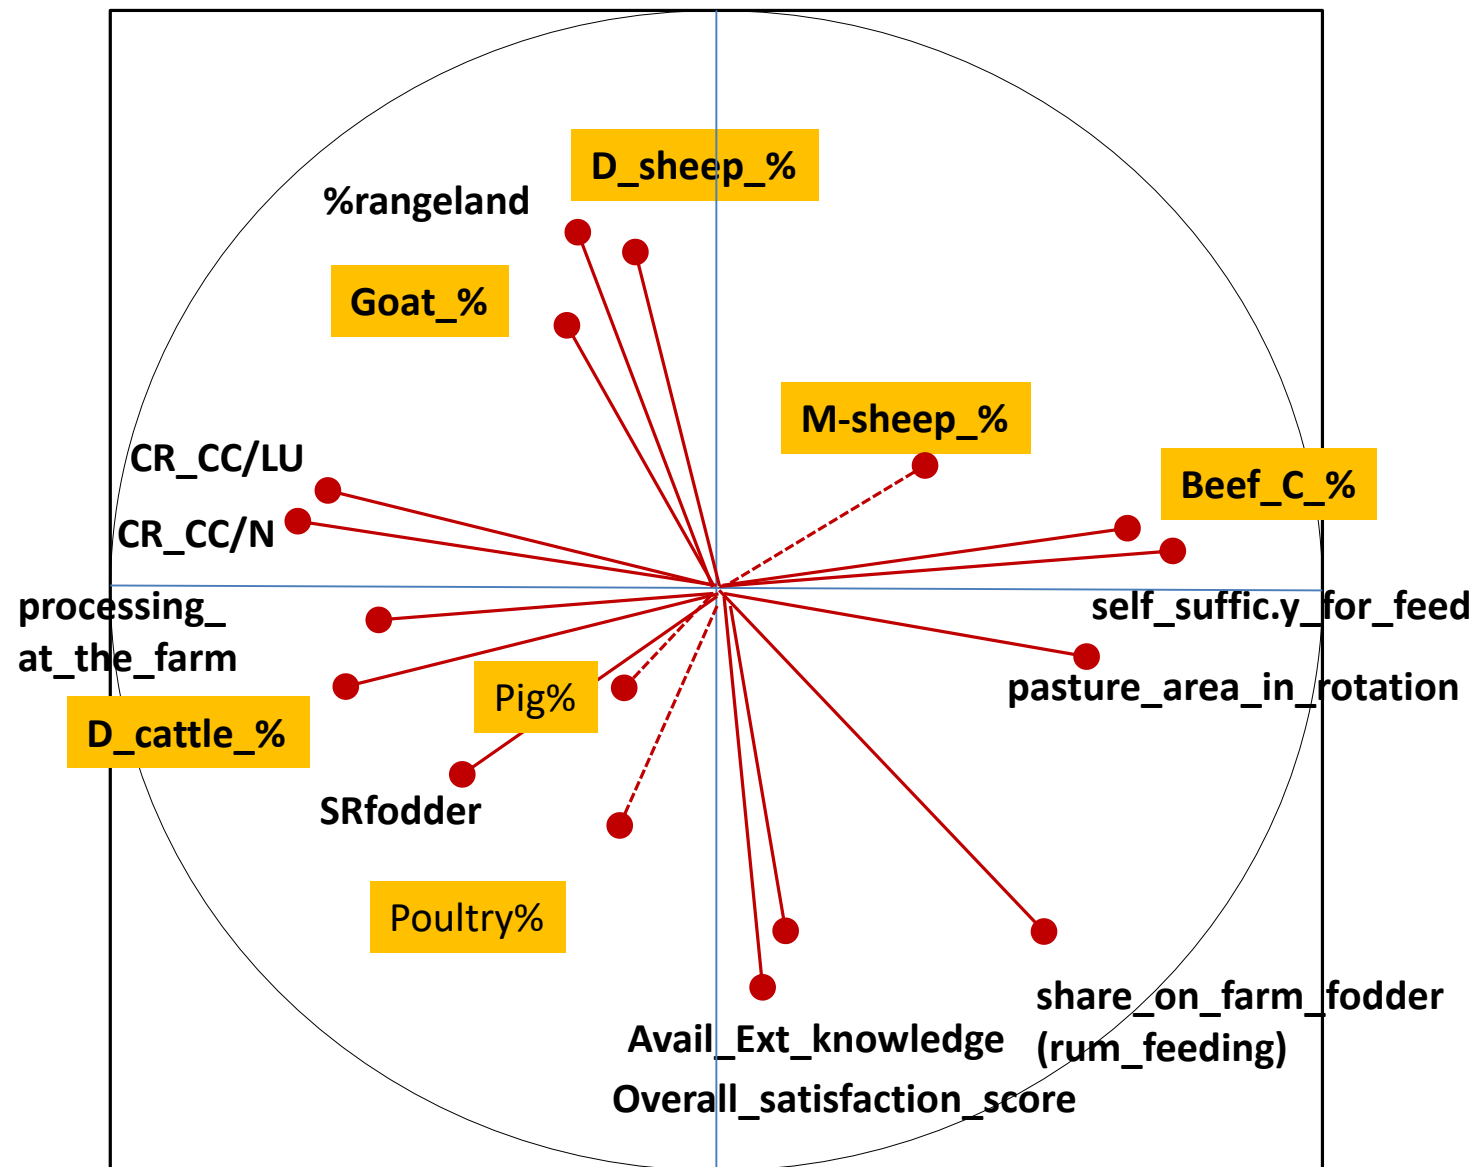 D_sheep_%
%rangeland
Goat_%
M-sheep_%
CR_CC/LU
Beef_C_%
CR_CC/N
processing_
at_the_farm
self_suffic.y_for_feed
pasture_area_in_rotation
Pig%
D_cattle_%
SRfodder
Poultry%
share_on_farm_fodder
(rum_feeding)
Avail_Ext_knowledge
Overall_satisfaction_score